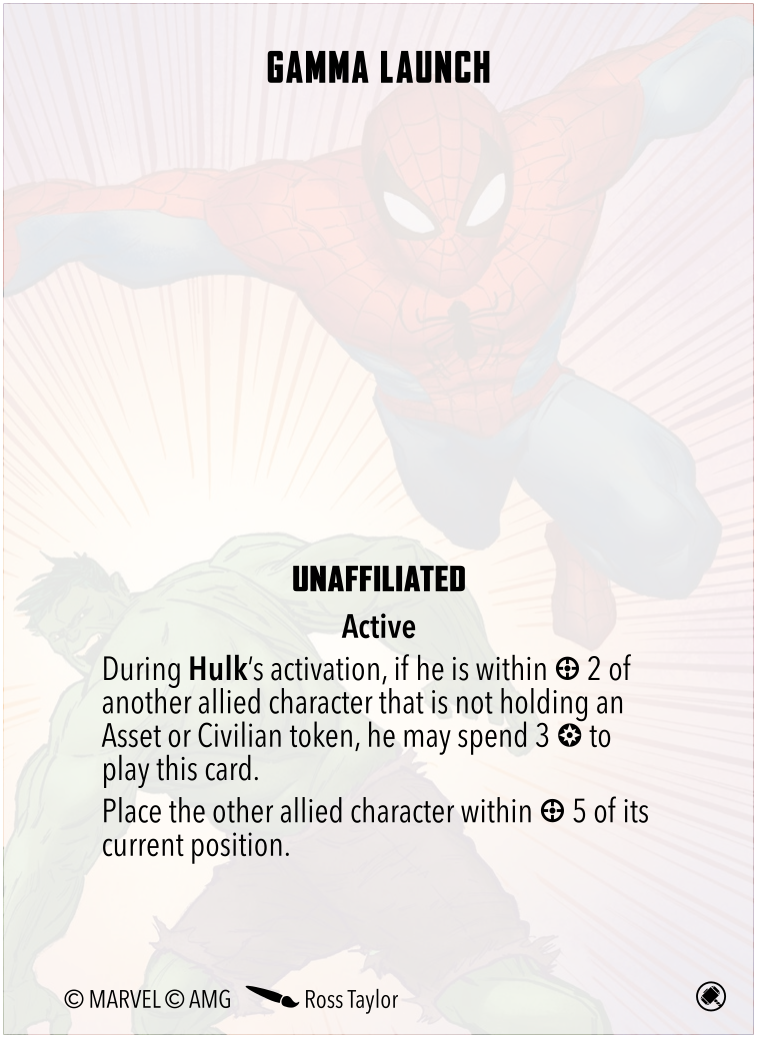 GAMMA LAUNCH
UNAFFILIATED
Active
During Hulk's activation, if he is within 2 of
another allied character that is not holding an
Asset or Civilian token, he may spend 3 to
play this card.
Place the other allied character within 5 of its
current position.
© MARVEL © AMG Ross Taylor